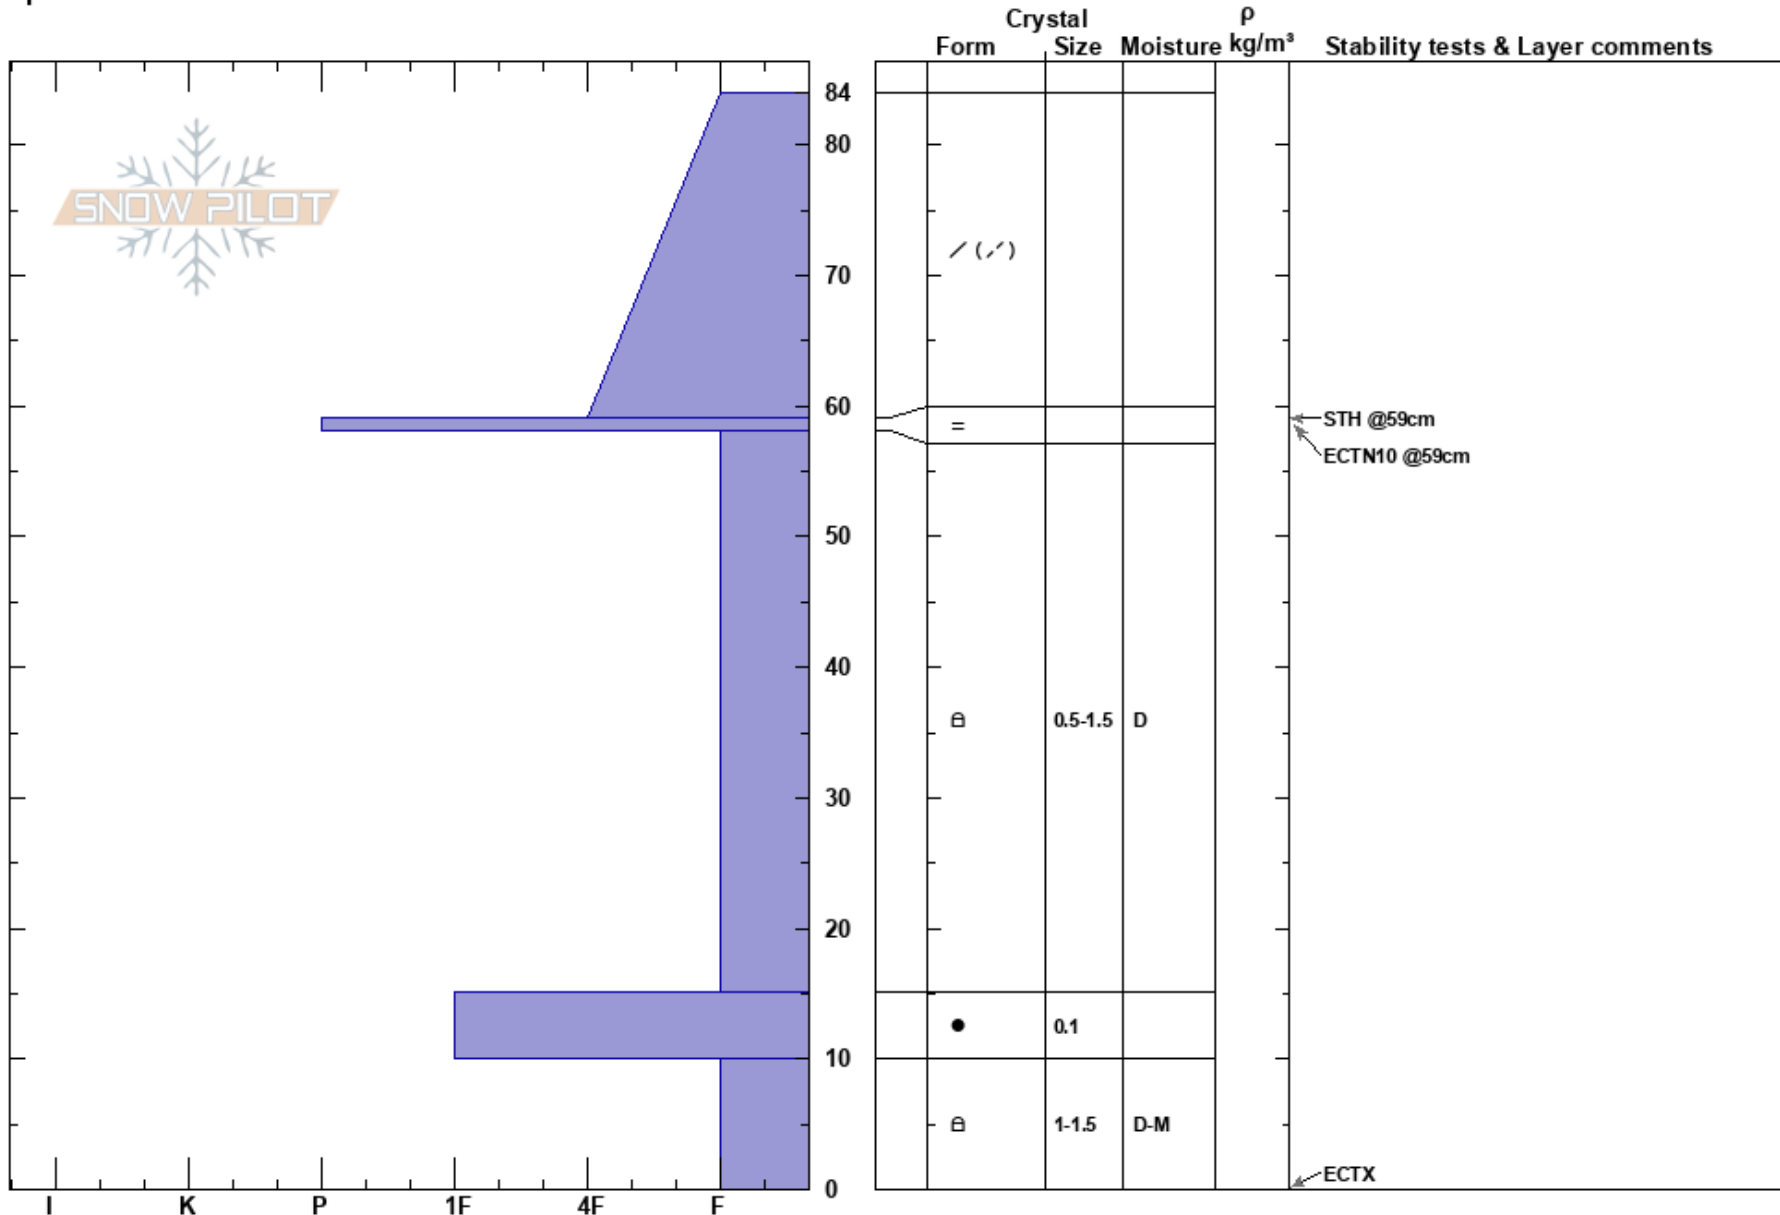 Crystal
ρ
Form Size Moisture kg/m³ Stability tests & Layer comments
84
80
SNOW PILOT
/ (⸝′)
70
60
STH @59cm
=
ECTN10 @59cm
50
40
0.5-1.5 D
30
20
● 0.1
10
1-1.5 D-M
ECTX
0
I K P 1F 4F F